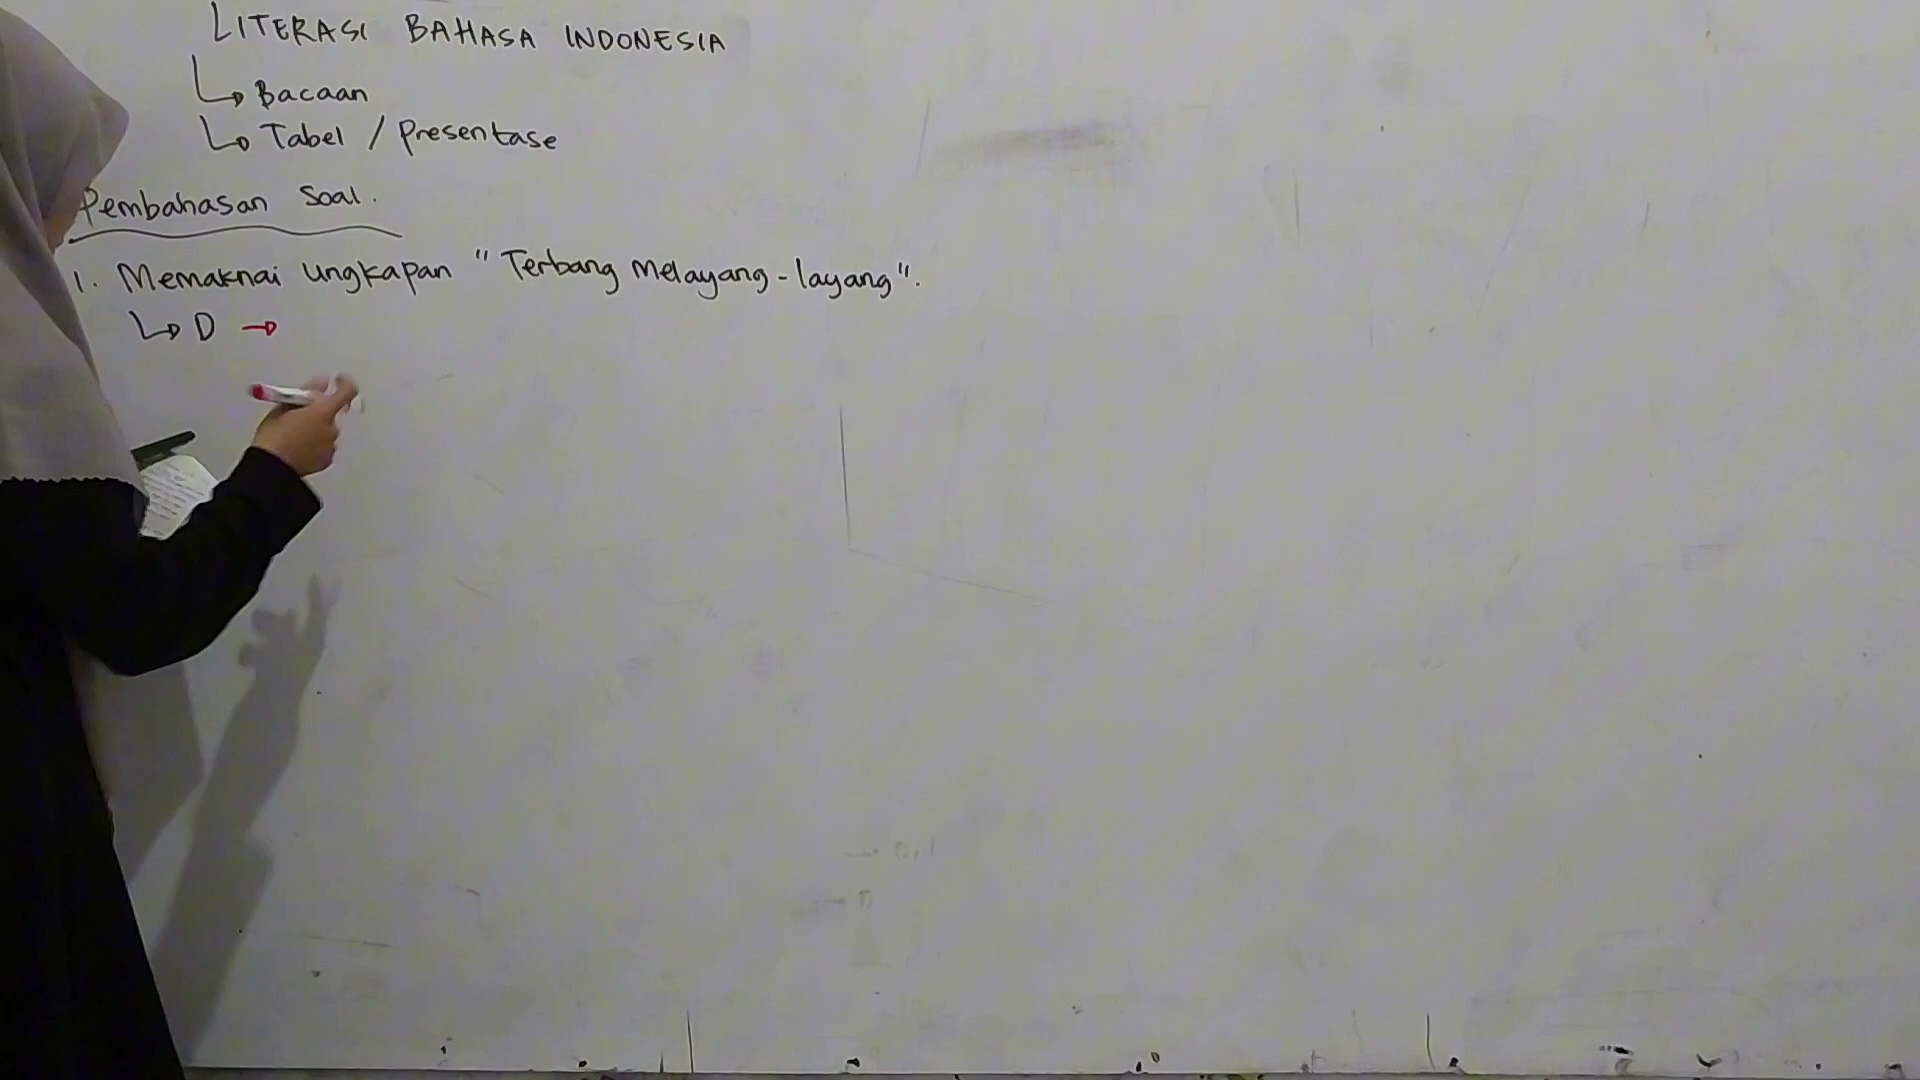 LITERASI BAHASA INDONESIA
↳ Bacaan
↳ Tabel / Presentase
Pembahasan Soal.
1. Memaknai ungkapan "Terbang Melayang-layang".
↳ D →